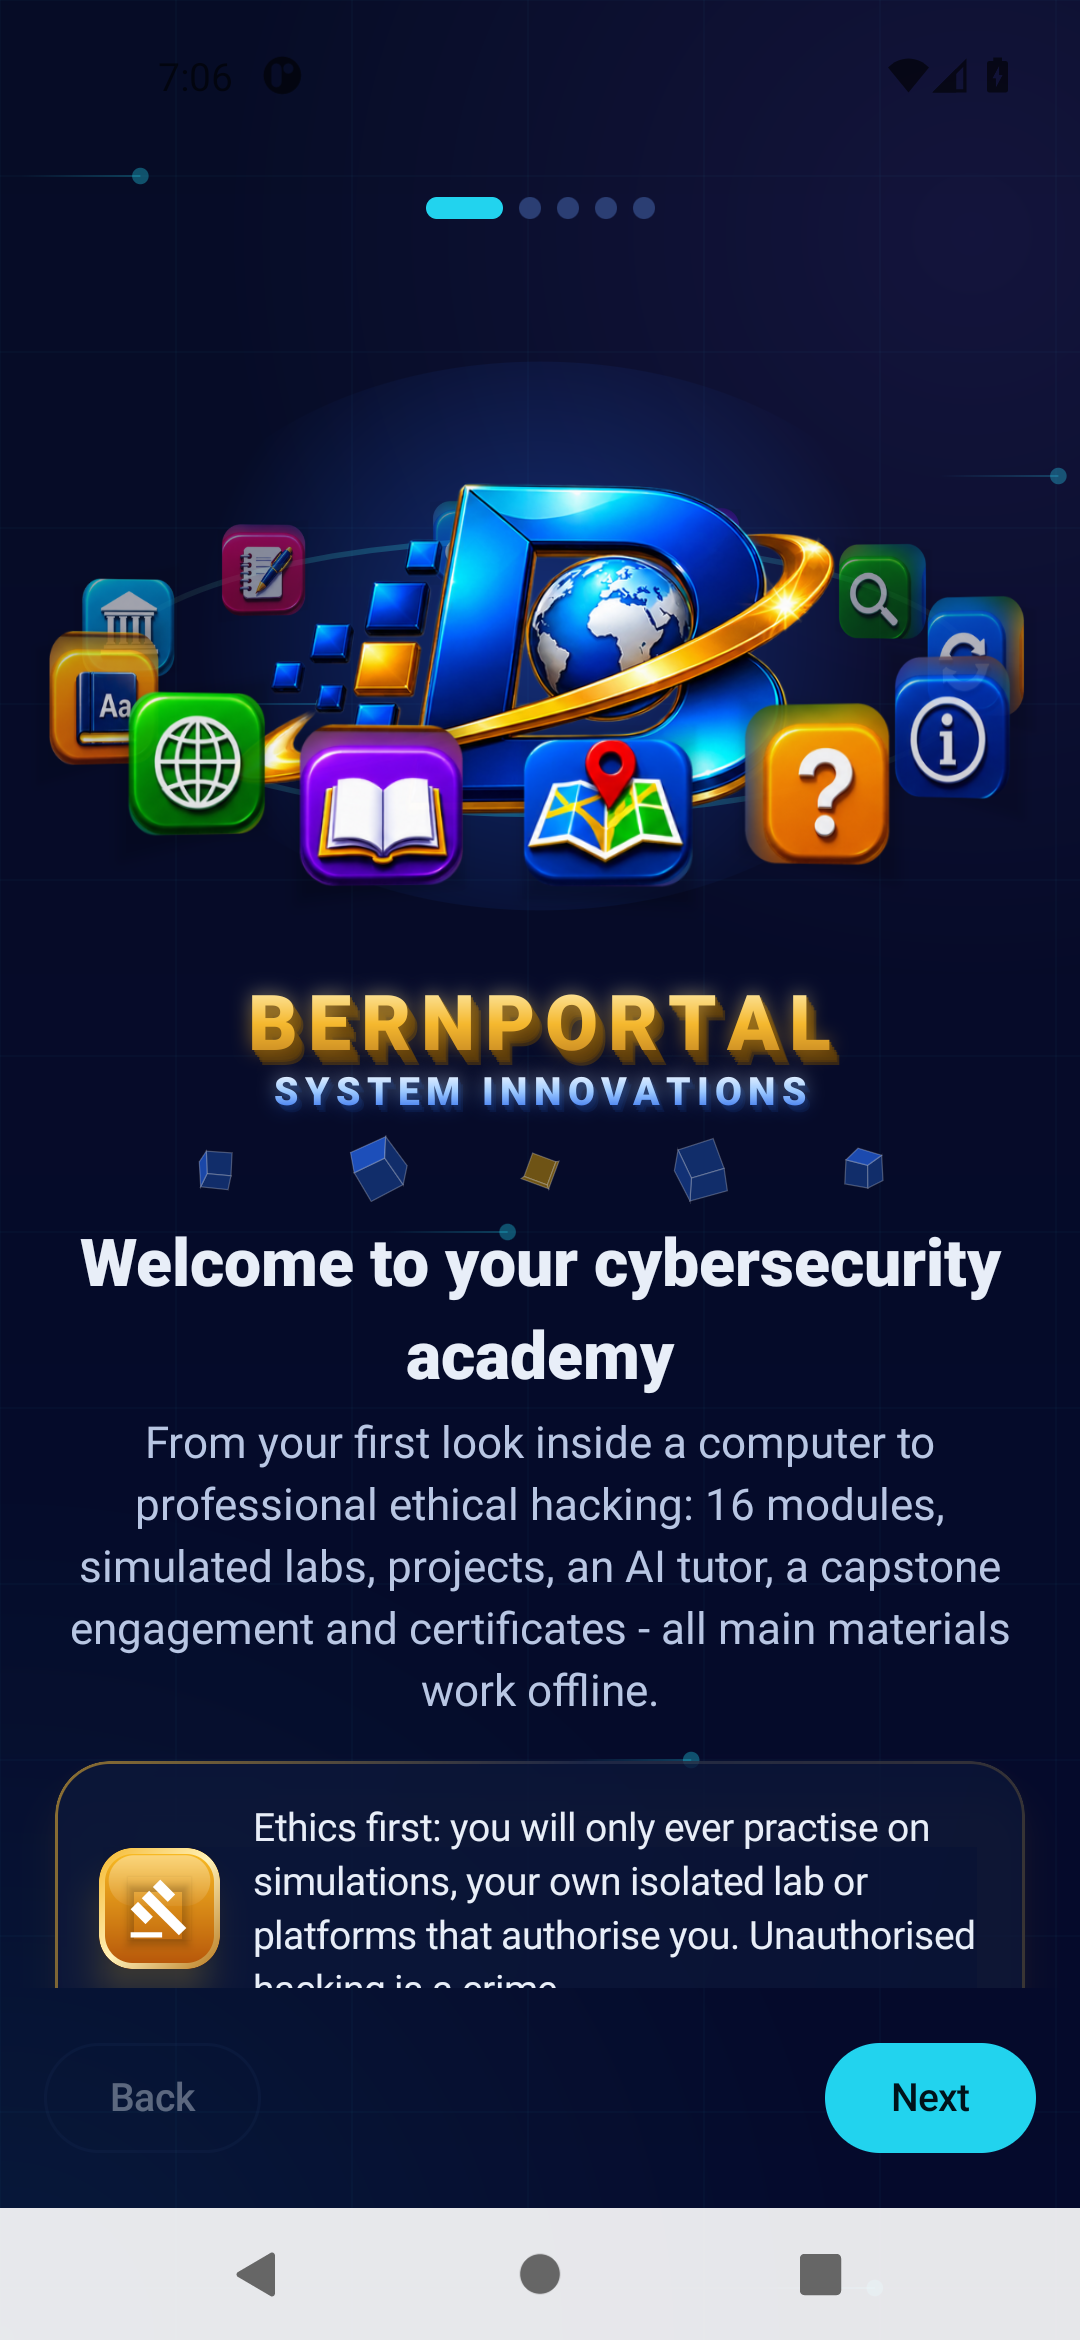 7:06
Aa
i
?
BERNPORTAL
SYSTEM INNOVATIONS
Welcome to your cybersecurity
academy
From your first look inside a computer to
professional ethical hacking: 16 modules,
simulated labs, projects, an AI tutor, a capstone
engagement and certificates - all main materials
work offline.
Ethics first: you will only ever practise on
simulations, your own isolated lab or
platforms that authorise you. Unauthorised
hacking is a crime
Back
Next